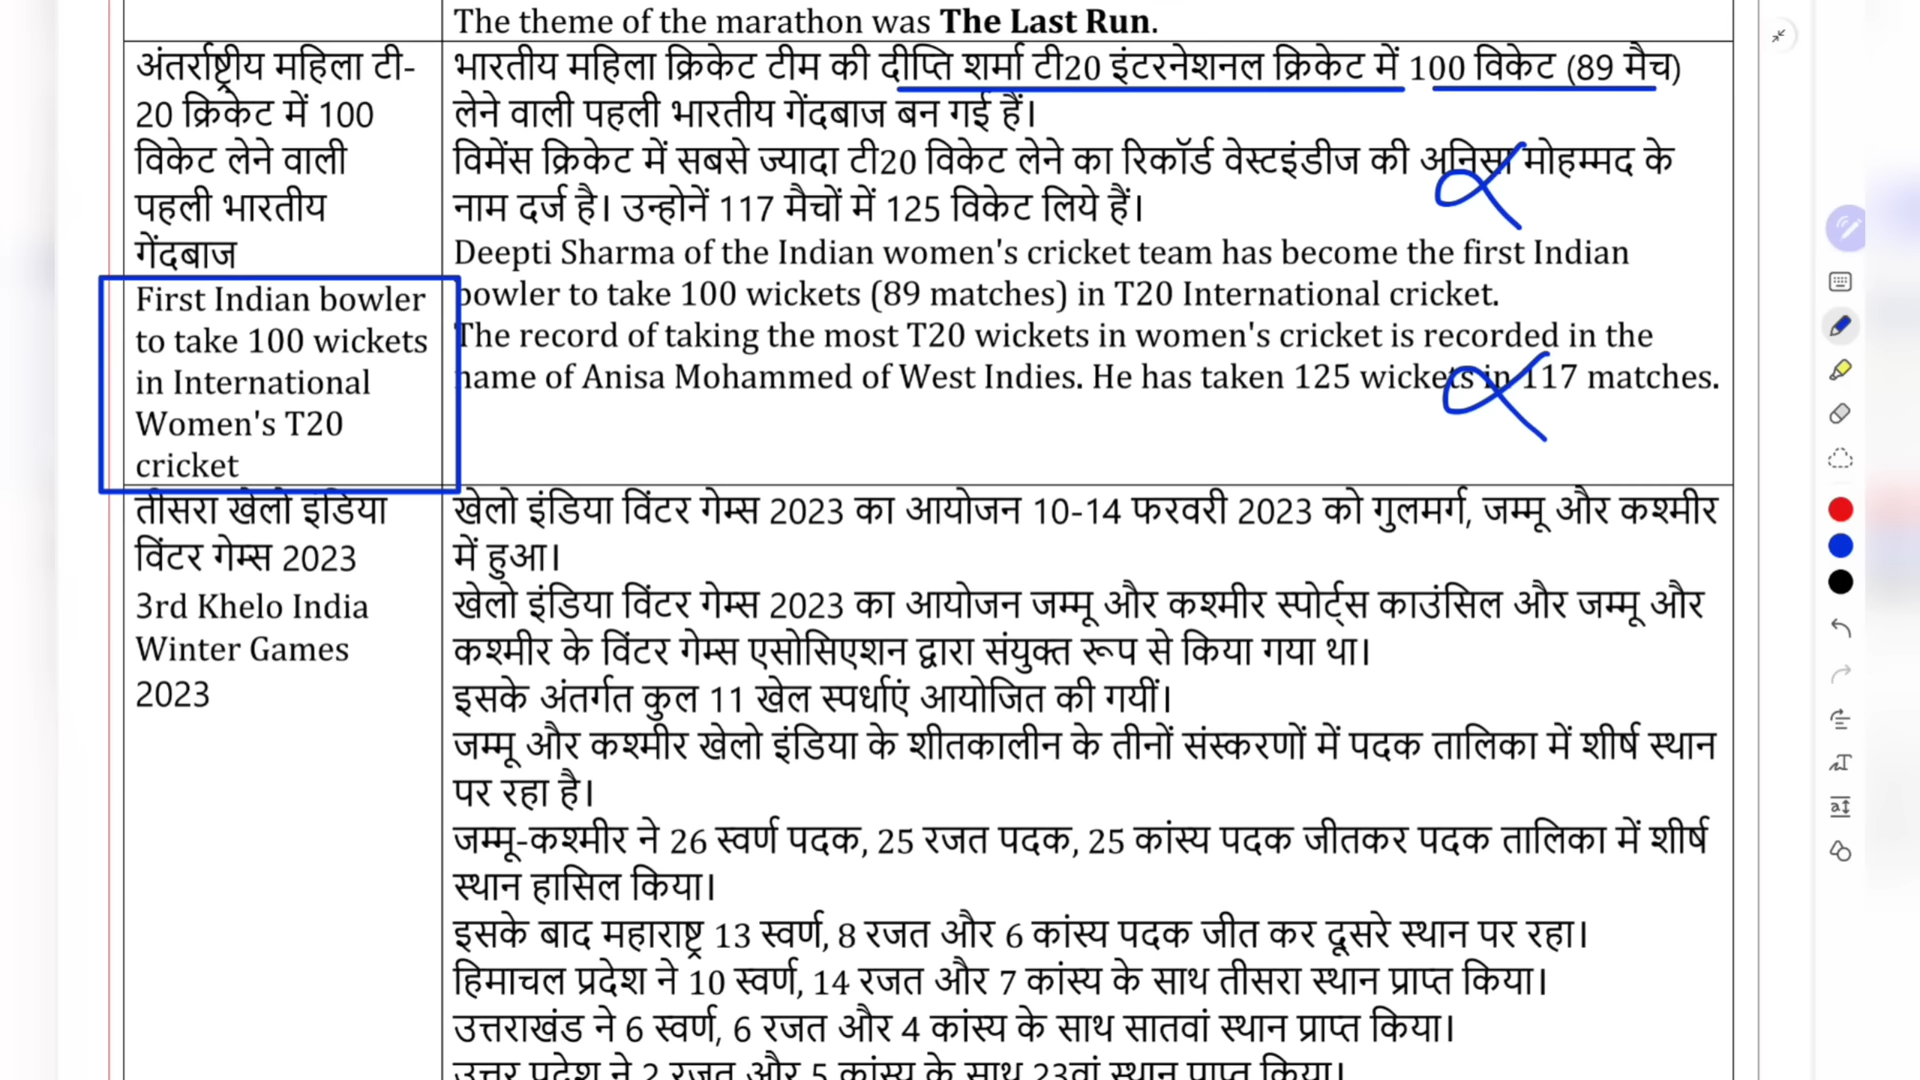 The theme of the marathon was The Last Run.
अंतर्राष्ट्रीय महिला टी-
20 क्रिकेट में 100
विकेट लेने वाली
पहली भारतीय
गेंदबाज
First Indian bowler
to take 100 wickets
in International
Women's T20
cricket
भारतीय महिला क्रिकेट टीम की दीप्ति शर्मा टी20 इंटरनेशनल क्रिकेट में 100 विकेट (89 मैच)
लेने वाली पहली भारतीय गेंदबाज बन गई हैं।
विमेंस क्रिकेट में सबसे ज्यादा टी20 विकेट लेने का रिकॉर्ड वेस्टइंडीज की अनिसा मोहम्मद के
नाम दर्ज है। उन्होनें 117 मैचों में 125 विकेट लिये हैं।
Deepti Sharma of the Indian women's cricket team has become the first Indian
bowler to take 100 wickets (89 matches) in T20 International cricket.
The record of taking the most T20 wickets in women's cricket is recorded in the
name of Anisa Mohammed of West Indies. He has taken 125 wickets in 117 matches.
तीसरा खेलो इंडिया
विंटर गेम्स 2023
3rd Khelo India
Winter Games
2023
खेलो इंडिया विंटर गेम्स 2023 का आयोजन 10-14 फरवरी 2023 को गुलमर्ग, जम्मू और कश्मीर
में हुआ।
खेलो इंडिया विंटर गेम्स 2023 का आयोजन जम्मू और कश्मीर स्पोर्ट्स काउंसिल और जम्मू और
कश्मीर के विंटर गेम्स एसोसिएशन द्वारा संयुक्त रूप से किया गया था।
इसके अंतर्गत कुल 11 खेल स्पर्धाएं आयोजित की गयीं।
जम्मू और कश्मीर खेलो इंडिया के शीतकालीन के तीनों संस्करणों में पदक तालिका में शीर्ष स्थान
पर रहा है।
जम्मू-कश्मीर ने 26 स्वर्ण पदक, 25 रजत पदक, 25 कांस्य पदक जीतकर पदक तालिका में शीर्ष
स्थान हासिल किया।
इसके बाद महाराष्ट्र 13 स्वर्ण, 8 रजत और 6 कांस्य पदक जीत कर दूसरे स्थान पर रहा।
हिमाचल प्रदेश ने 10 स्वर्ण, 14 रजत और 7 कांस्य के साथ तीसरा स्थान प्राप्त किया।
उत्तराखंड ने 6 स्वर्ण, 6 रजत और 4 कांस्य के साथ सातवां स्थान प्राप्त किया।
उत्तर प्रदेश ने 2 रजत और 5 कांस्य के साथ 23वां स्थान प्राप्त किया।